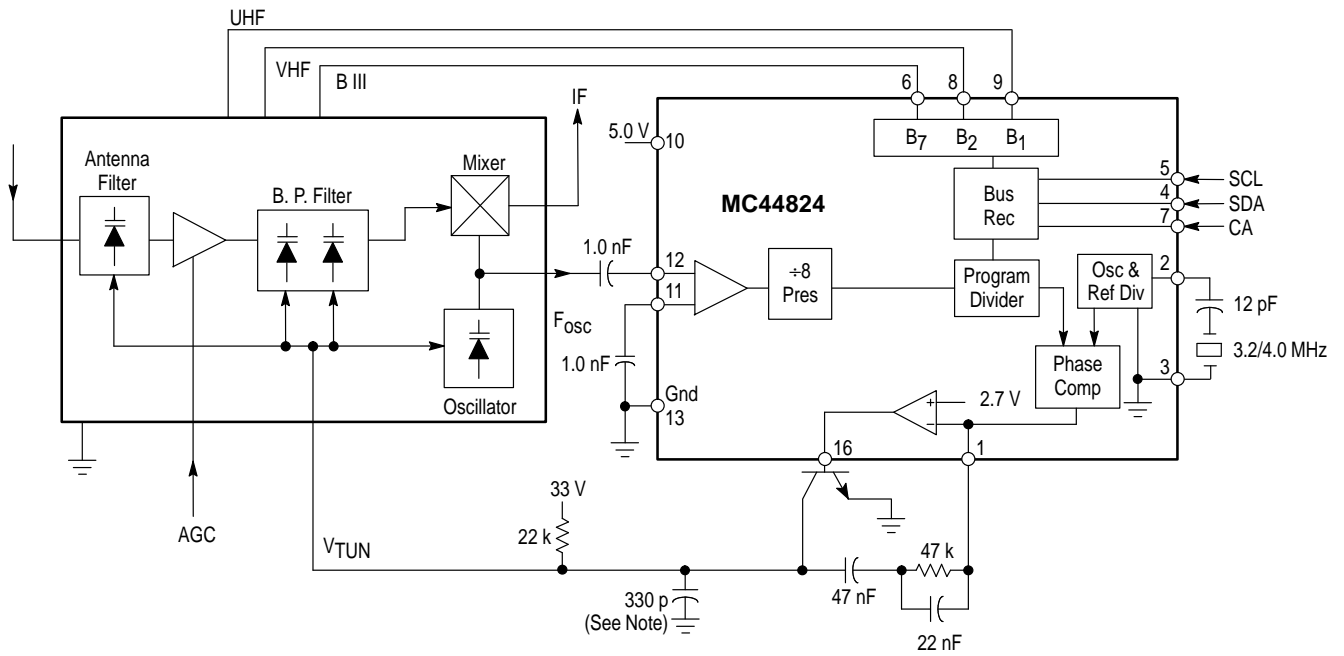 UHF
VHF
B III
IF
6
8
9
5.0 V
10
B7
B2
B1
Antenna
Filter
B. P. Filter
Mixer
MC44824
Bus
Rec
5
SCL
4
SDA
7
CA
1.0 nF
12
11
÷8
Pres
Program
Divider
Osc &
Ref Div
2
12 pF
3.2/4.0 MHz
3
Fosc
1.0 nF
Phase
Comp
Oscillator
Gnd
13
+
−
2.7 V
16
1
33 V
22 k
AGC
VTUN
47 k
330 p
(See Note)
47 nF
22 nF